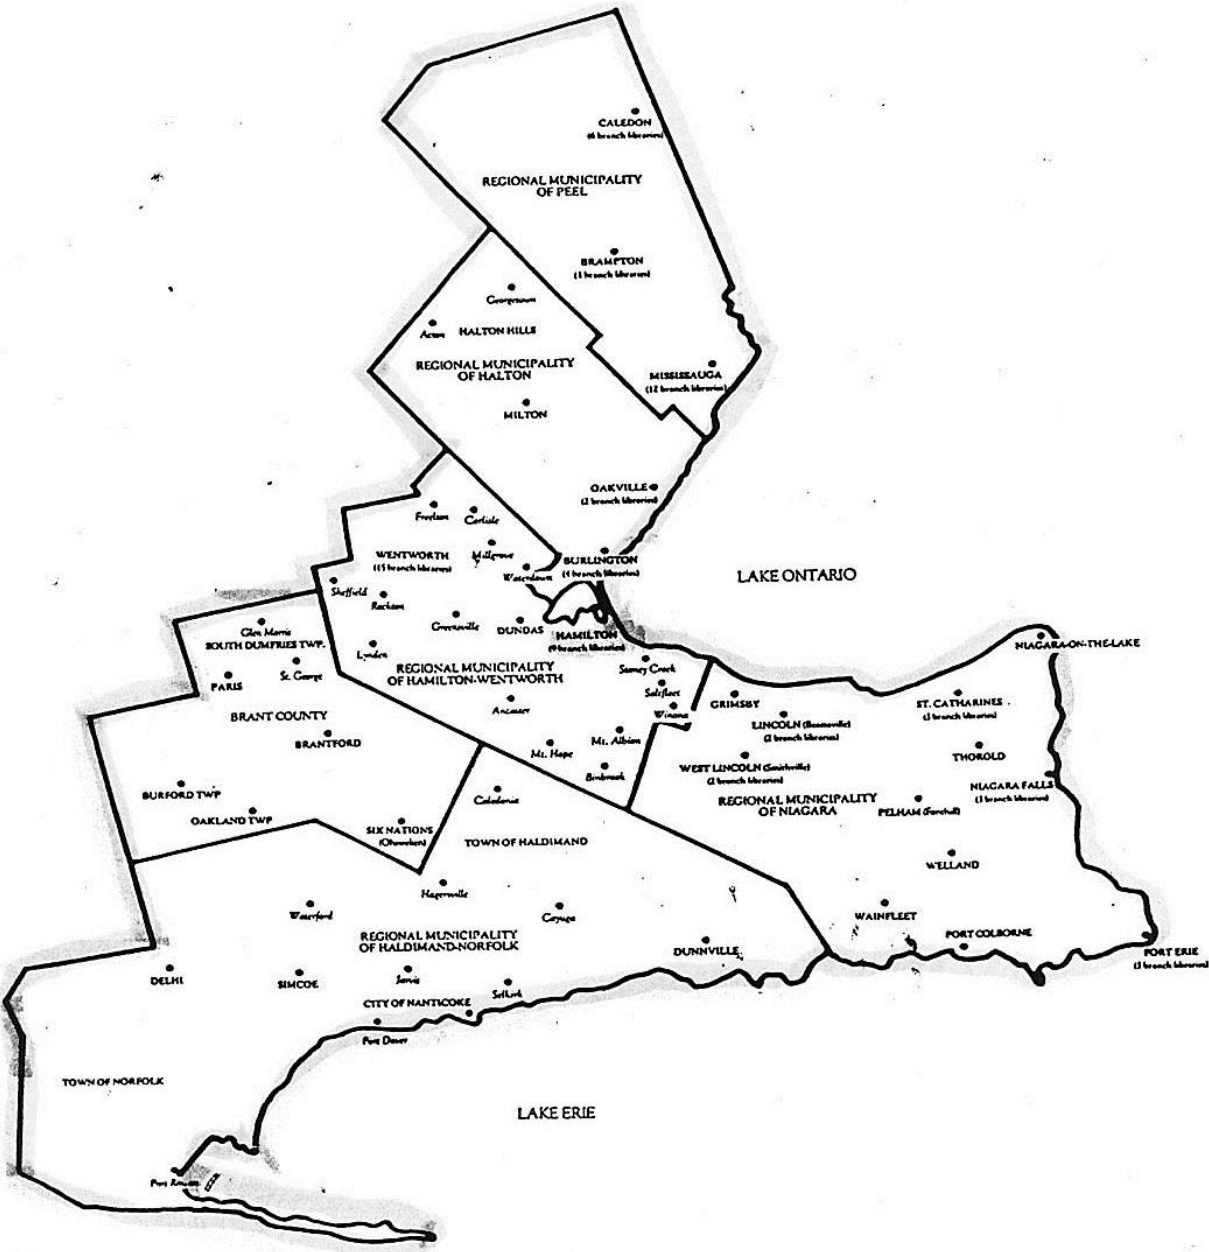 CALEDON
(6 branch libraries)
REGIONAL MUNICIPALITY
OF PEEL
BRAMPTON
branch libraries)
Georgetown
Acton
HALTON HILLS
REGIONAL MUNICIPALITY
OF HALTON
MISSISSAUGA
(12 branch libraries)
MILTON
OAKVILLE
(2 branch libraries)
Freelton
Carlisle
WENTWORTH
(15 branch libraries)
Millgrove
Waterdown
BURLINGTON
(4 branch libraries)
LAKE ONTARIO
Sheffield
Rockton
Greensville
DUNDAS
HAMILTON
(9 branch libraries)
Glen Morris
SOUTH DUMFRIES TWP.
Lynden
NIAGARA-ON-THE-LAKE
St. George
PARIS
REGIONAL MUNICIPALITY
OF HAMILTON-WENTWORTH
Stoney Creek
Saltfleet
Winona
GRIMSBY
ST. CATHARINES
(3 branch libraries)
BRANT COUNTY
Ancaster
LINCOLN (Beamsville)
(2 branch libraries)
BRANTFORD
Mt. Hope
Mt. Albion
Binbrook
THOROLD
WEST LINCOLN (Smithville)
(2 branch libraries)
NIAGARA FALLS
(3 branch libraries)
BURFORD TWP
Caledonia
REGIONAL MUNICIPALITY
OF NIAGARA
PELHAM (Fonthill)
OAKLAND TWP
SIX NATIONS
(Ohsweken)
TOWN OF HALDIMAND
WELLAND
Hagersville
Waterford
Cayuga
WAINFLEET
REGIONAL MUNICIPALITY
OF HALDIMAND-NORFOLK
DUNNVILLE
PORT COLBORNE
FORT ERIE
(3 branch libraries)
DELHI
SIMCOE
Jarvis
Selkirk
CITY OF NANTICOKE
Port Dover
TOWN OF NORFOLK
LAKE ERIE
Port Rowan